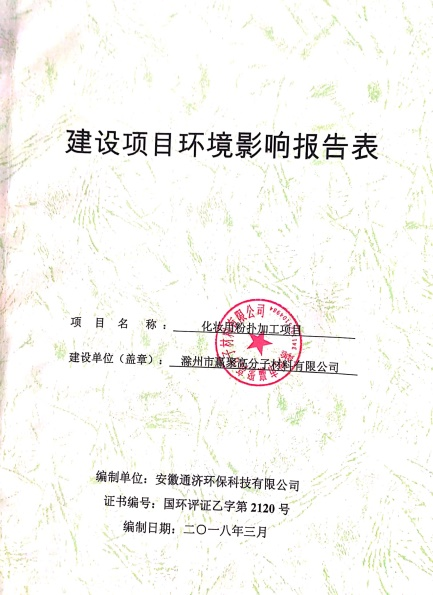 建设项目环境影响报告表
项目名称：化妆用粉扑加工项目
建设单位（盖章）：滁州市赢聚高分子材料有限公司
编制单位：安徽通济环保科技有限公司
证书编号：国环评证乙字第 2120 号
编制日期：二〇一八年三月